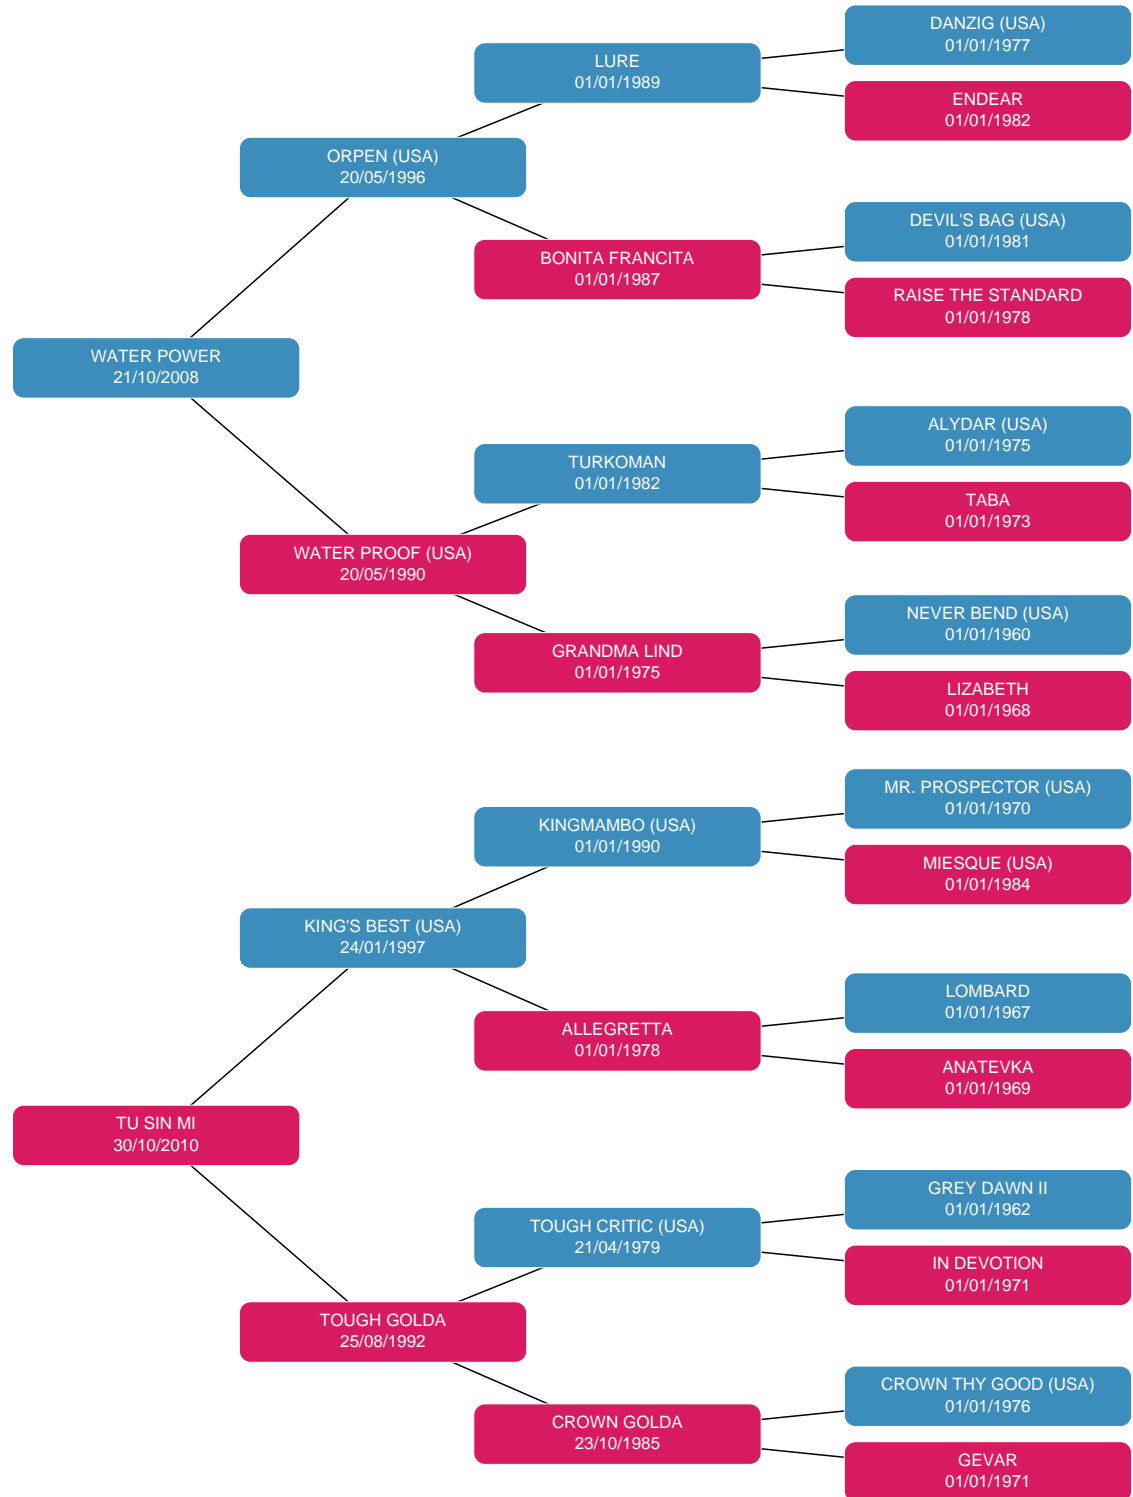 DANZIG (USA)
01/01/1977
LURE
01/01/1989
ENDEAR
01/01/1982
ORPEN (USA)
20/05/1996
DEVIL'S BAG (USA)
01/01/1981
BONITA FRANCITA
01/01/1987
RAISE THE STANDARD
01/01/1978
WATER POWER
21/10/2008
ALYDAR (USA)
01/01/1975
TURKOMAN
01/01/1982
TABA
01/01/1973
WATER PROOF (USA)
20/05/1990
NEVER BEND (USA)
01/01/1960
GRANDMA LIND
01/01/1975
LIZABETH
01/01/1968
MR. PROSPECTOR (USA)
01/01/1970
KINGMAMBO (USA)
01/01/1990
MIESQUE (USA)
01/01/1984
KING'S BEST (USA)
24/01/1997
LOMBARD
01/01/1967
ALLEGRETTA
01/01/1978
ANATEVKA
01/01/1969
TU SIN MI
30/10/2010
GREY DAWN II
01/01/1962
TOUGH CRITIC (USA)
21/04/1979
IN DEVOTION
01/01/1971
TOUGH GOLDA
25/08/1992
CROWN THY GOOD (USA)
01/01/1976
CROWN GOLDA
23/10/1985
GEVAR
01/01/1971